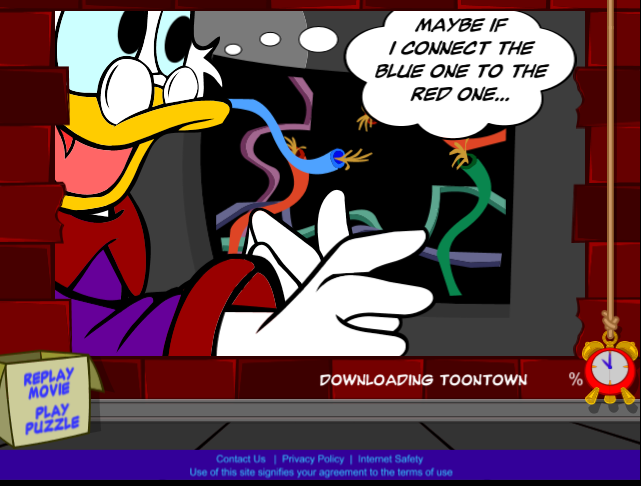 MAYBE IF
I CONNECT THE
BLUE ONE TO THE
RED ONE...
DOWNLOADING TOONTOWN %
REPLAY
MOVIE
PLAY
PUZZLE
Contact Us | Privacy Policy | Internet Safety
Use of this site signifies your agreement to the terms of use